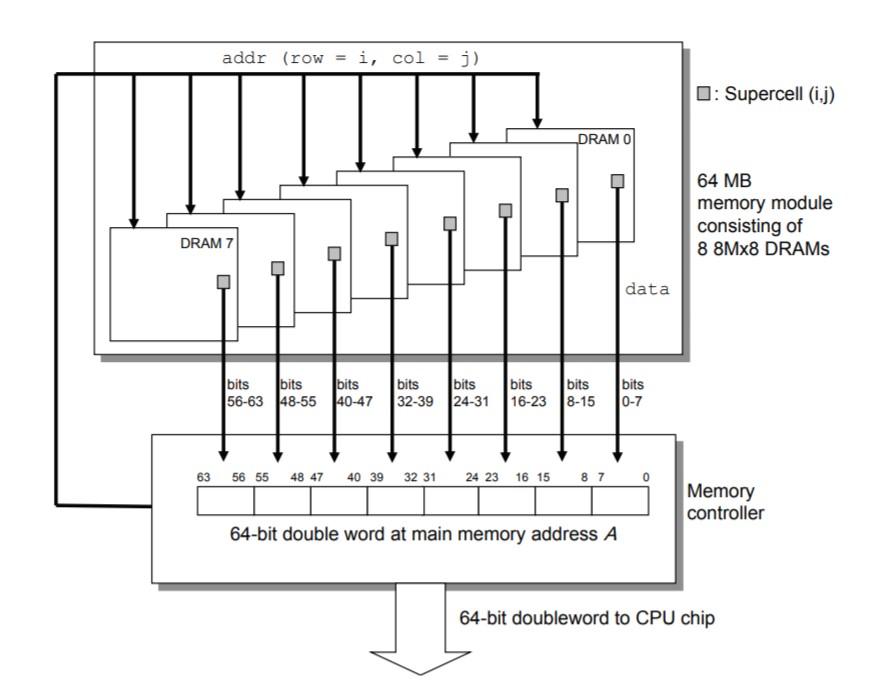 addr (row = i, col = j)
: Supercell (i,j)
DRAM 0
64 MB
memory module
consisting of
8 8Mx8 DRAMs
DRAM 7
data
bits
56-63
bits
48-55
bits
40-47
bits
32-39
bits
24-31
bits
16-23
bits
8-15
bits
0-7
63 56 55 48 47 40 39 32 31 24 23 16 15 8 7 0
Memory
controller
64-bit double word at main memory address A
64-bit doubleword to CPU chip